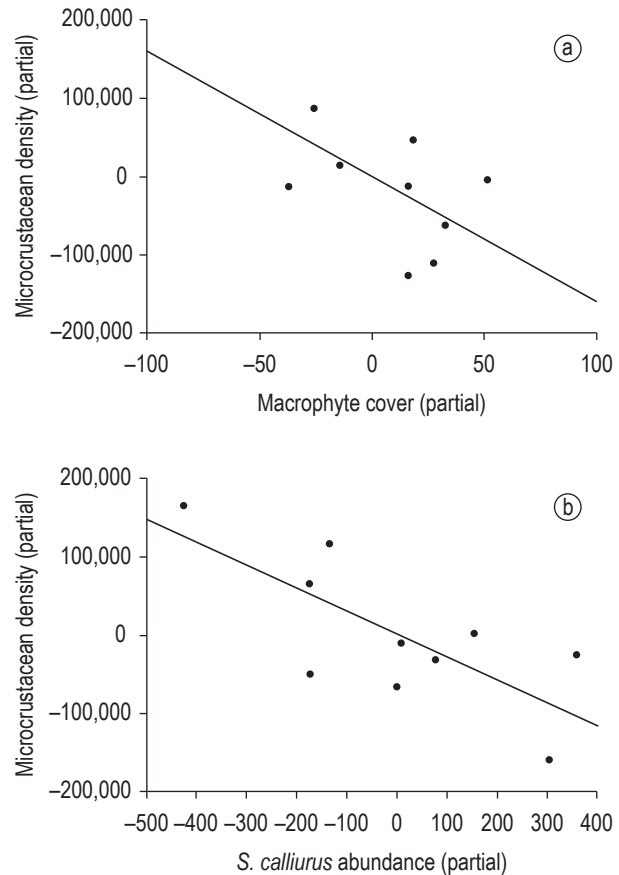 Microcrustacean density (partial)
200,000
100,000
0
–100,000
–200,000
a
–100
–50
0
50
100
Macrophyte cover (partial)
Microcrustacean density (partial)
200,000
100,000
0
–100,000
–200,000
b
–500 –400 –300 –200 –100 0 100 200 300 400
S. calliurus abundance (partial)